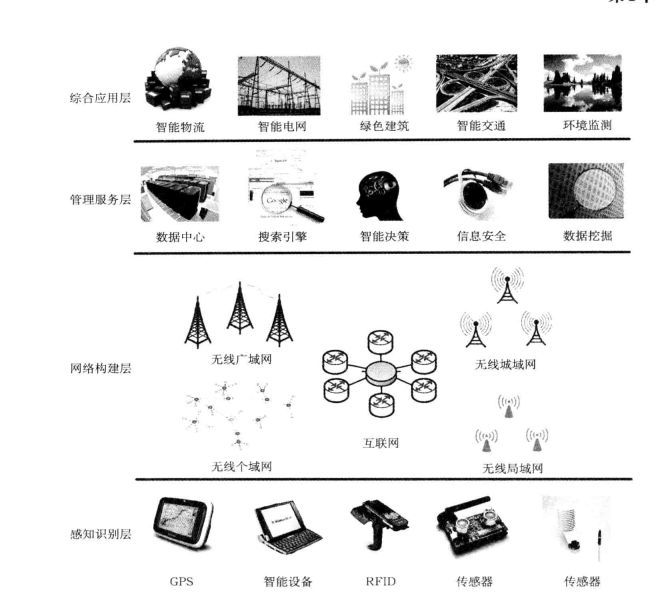 综合应用层
智能物流 智能电网 绿色建筑 智能交通 环境监测
管理服务层
Google
数据中心 搜索引擎 智能决策 信息安全 数据挖掘
网络构建层
无线广域网 无线城域网
互联网
无线个域网 无线局域网
感知识别层
GPS 智能设备 RFID 传感器 传感器